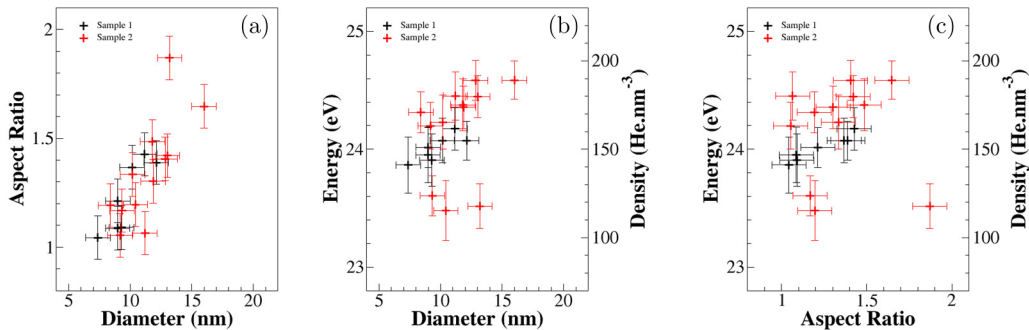 (a)
Sample 1
Sample 2
2
1.5
1
Aspect Ratio
5
10
15
20
Diameter (nm)
(b)
Sample 1
Sample 2
25
24
23
Energy (eV)
200
150
100
Density (He.nm-3)
5
10
15
20
Diameter (nm)
(c)
Sample 1
Sample 2
25
24
23
Energy (eV)
200
150
100
Density (He.nm-3)
1
1.5
2
Aspect Ratio